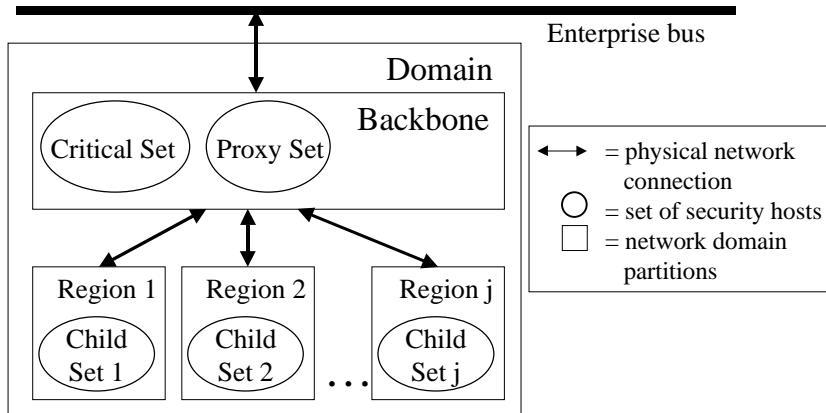 Enterprise bus
Domain
Backbone
Critical Set
Proxy Set
= physical network
connection
= set of security hosts
= network domain
partitions
Region 1
Region 2
Region j
Child
Set 1
Child
Set 2
...
Child
Set j